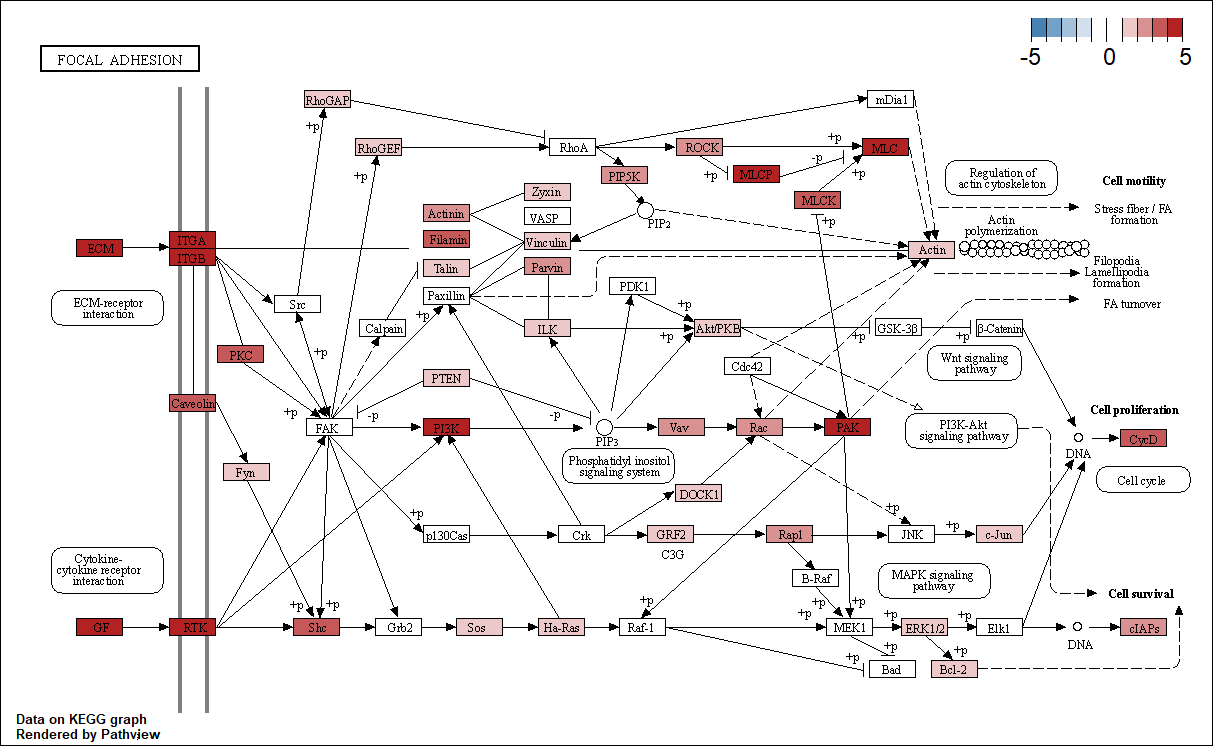 -5 0 5
FOCAL ADHESION
RhoGAP
mDia1
+p
+p
RhoGEF
RhoA
ROCK
MLC
-p
+p
PIP5K
MLCP
+p
Regulation of
actin cytoskeleton
Cell motility
Zyxin
MLCK
Actinin
VASP
PIP2
+p
Stress fiber / FA
formation
Actin
polymerization
ECM
ITGA
ITGB
Filamin
Vinculin
Actin
Talin
Parvin
Filopodia
Lamellipodia
formation
ECM-receptor
interaction
Src
Paxillin
PDK1
+p
FA turnover
Calpain
+p
ILK
+p
Akt/PKB
+p
GSK-3β
+p
β-Catenin
PKC
+p
Cdc42
Wnt signaling
pathway
PTEN
Caveolin
+p
-p
-p
Cell proliferation
FAK
PI3K
PIP3
Vav
Rac
PAK
PI3K-Akt
signaling pathway
CycD
DNA
Fyn
Phosphatidyl inositol
signaling system
Cell cycle
DOCK1
+p
+p
p130Cas
Crk
GRF2
C3G
Rap1
JNK
+p
c-Jun
Cytokine-
cytokine receptor
interaction
B-Raf
MAPK signaling
pathway
Cell survival
+p
+p
+p
+p
+p
+p
+p
+p
GF
RTK
Shc
Grb2
Sos
Ha-Ras
Raf-1
MEK1
ERK1/2
Elk1
DNA
cIAPs
+p
+p
+p
Bad
Bcl-2
Data on KEGG graph
Rendered by Pathview